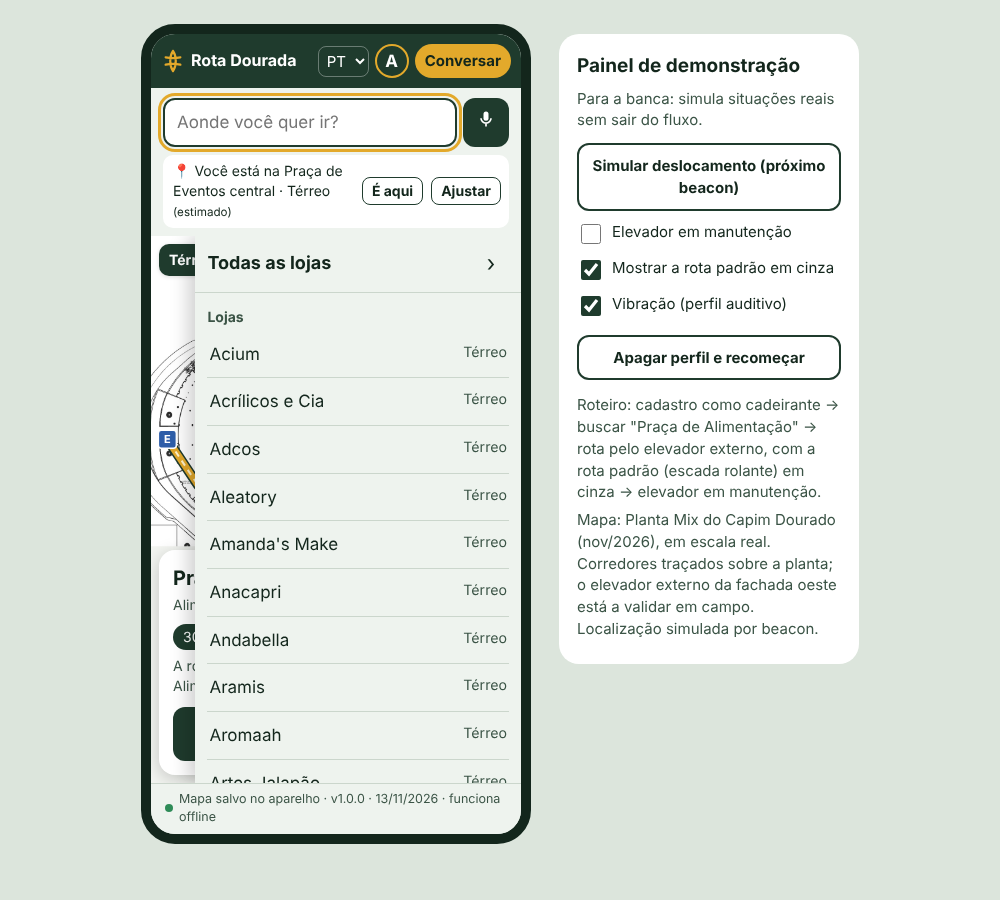 Rota Dourada
PT
A
Conversar
Aonde você quer ir?
Você está na Praça de
Eventos central · Térreo
(estimado)
É aqui
Ajustar
Todas as lojas
Lojas
Acium Térreo
Acrílicos e Cia Térreo
Adcos Térreo
Aleatory Térreo
Amanda's Make Térreo
Anacapri Térreo
Andabella Térreo
Aramis Térreo
Aromaah Térreo
Artos Jalapão Térreo
E
Mapa salvo no aparelho · v1.0.0 · 13/11/2026 · funciona
offline
Painel de demonstração
Para a banca: simula situações reais
sem sair do fluxo.
Simular deslocamento (próximo
beacon)
Elevador em manutenção
Mostrar a rota padrão em cinza
Vibração (perfil auditivo)
Apagar perfil e recomeçar
Roteiro: cadastro como cadeirante →
buscar "Praça de Alimentação" →
rota pelo elevador externo, com a
rota padrão (escada rolante) em
cinza → elevador em manutenção.
Mapa: Planta Mix do Capim Dourado
(nov/2026), em escala real.
Corredores traçados sobre a planta;
o elevador externo da fachada oeste
está a validar em campo.
Localização simulada por beacon.